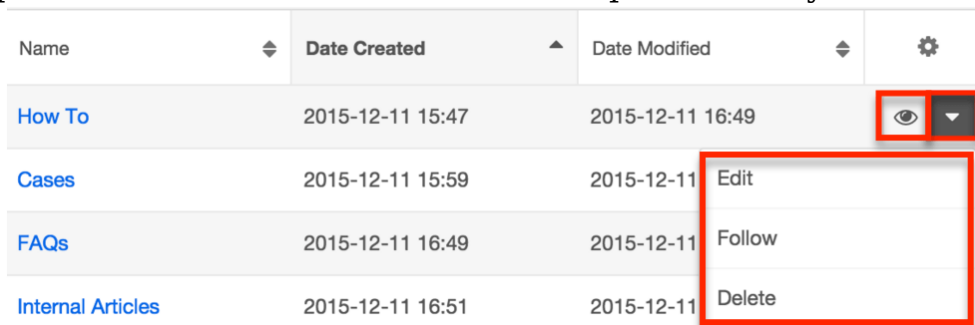 Name Date Created Date Modified
How To 2015-12-11 15:47 2015-12-11 16:49
Cases 2015-12-11 15:59 2015-12-11 Edit
FAQs 2015-12-11 16:49 2015-12-11 Follow
Internal Articles 2015-12-11 16:51 2015-12-11 Delete